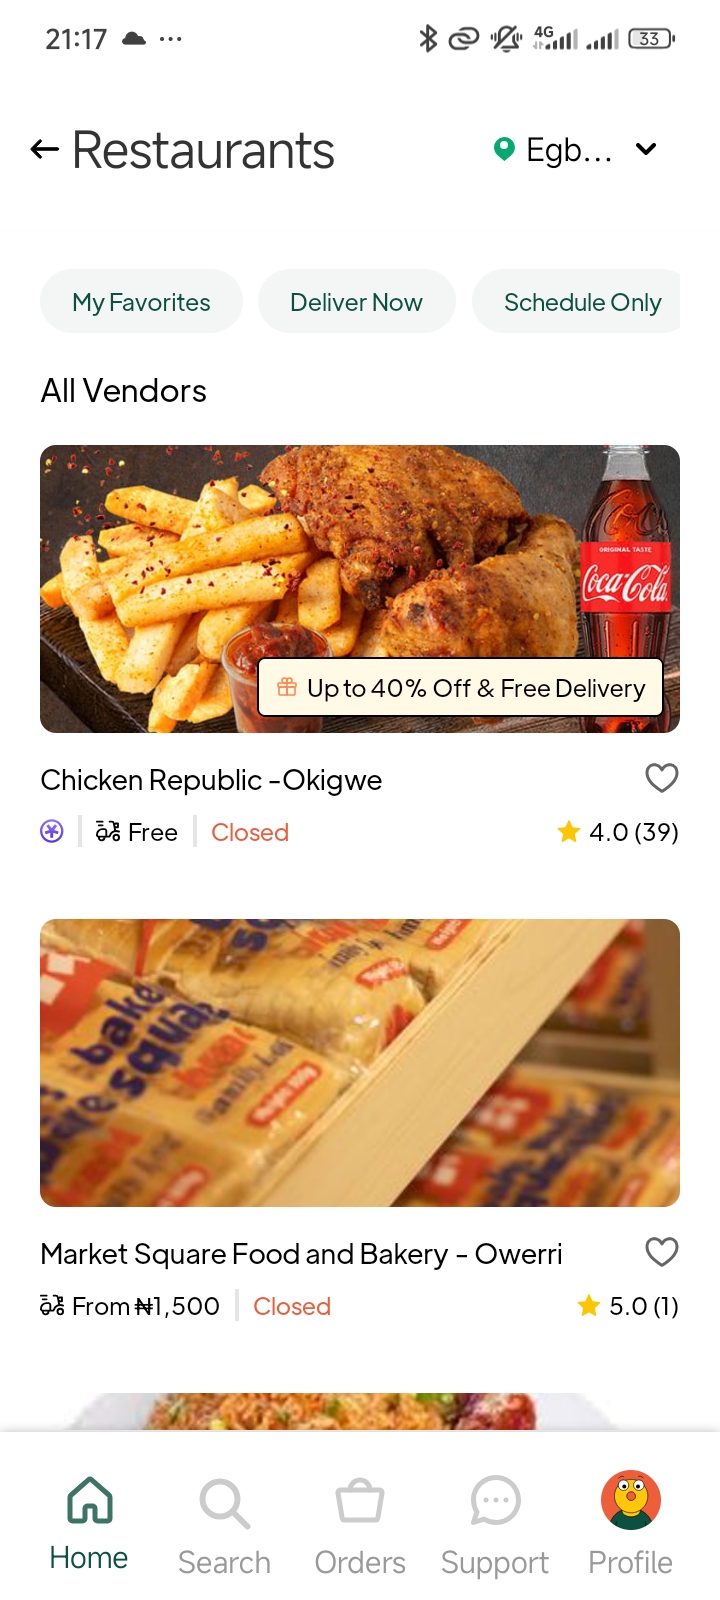 21:17
4G
33
Restaurants
Egb...
My Favorites
Deliver Now
Schedule Only
All Vendors
ORIGINAL TASTE
Coca-Cola
Up to 40% Off & Free Delivery
Chicken Republic -Okigwe
Free
Closed
4.0 (39)
bake
squa
Market Square Food and Bakery - Owerri
From ₦1,500
Closed
5.0 (1)
Home
Search
Orders
Support
Profile